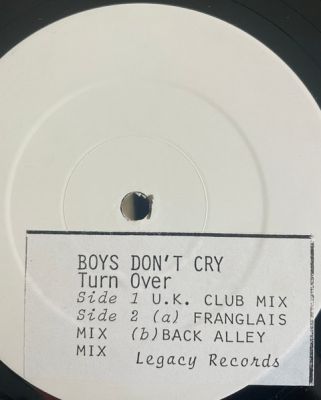 BOYS DON'T CRY
Turn Over
Side 1 U.K. CLUB MIX
Side 2 (a) FRANGLAIS
MIX (b)BACK ALLEY
MIX Legacy Records